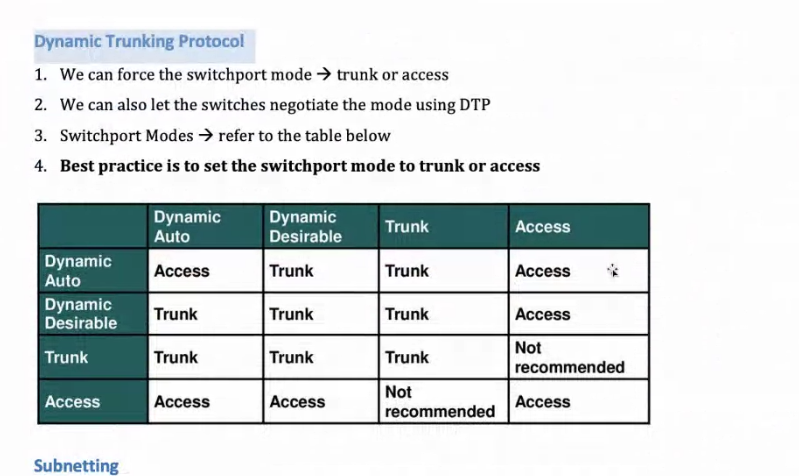 Dynamic Trunking Protocol
1. We can force the switchport mode → trunk or access
2. We can also let the switches negotiate the mode using DTP
3. Switchport Modes → refer to the table below
4. Best practice is to set the switchport mode to trunk or access
Dynamic Auto Dynamic Desirable Trunk Access
Dynamic Auto Access Trunk Trunk Access
Dynamic Desirable Trunk Trunk Trunk Access
Trunk Trunk Trunk Trunk Not recommended
Access Access Access Not recommended Access
Subnetting